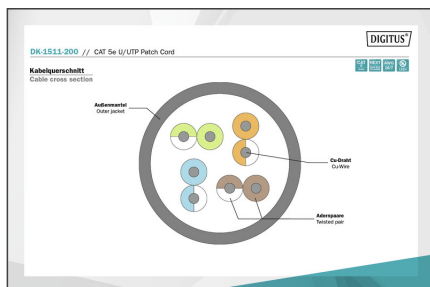 DIGITUS®
DK-1511-200 // CAT 5e U/UTP Patch Cord
Kabelquerschnitt
Cable cross section
Außenmantel
Outer jacket
Cu-Draht
Cu-Wire
Adernpaare
Twisted pair